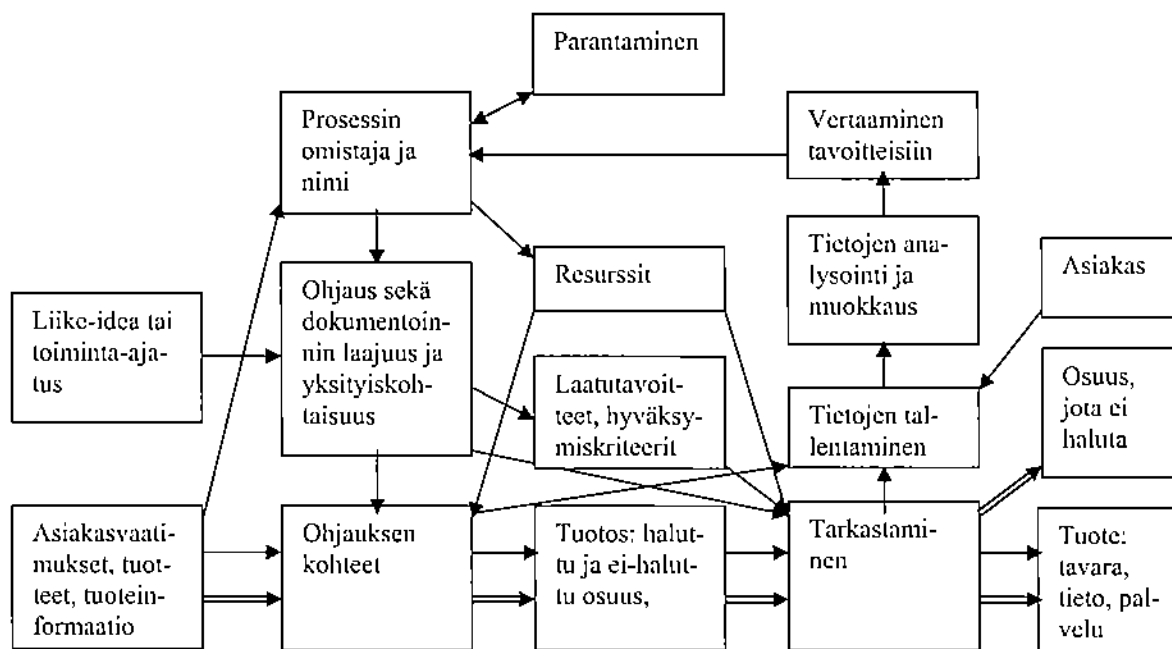 Parantaminen
Prosessin
omistaja ja
nimi
Vertaaminen
tavoitteisiin
Tietojen ana-
lysointi ja
muokkaus
Resurssit
Asiakas
Liike-idea tai
toiminta-aja-
tus
Ohjaus sekä
dokumentoin-
nin laajuus ja
yksityiskoh-
taisuus
Laatutavoit-
teet, hyväksy-
miskriteerit
Tietojen tal-
lentaminen
Osuus,
jota ei
haluta
Asiakasvaati-
mukset, tuot-
teet, tuotein-
formaatio
Ohjauksen
kohteet
Tuotos: halut-
tu ja ei-halut-
tu osuus,
Tarkastami-
nen
Tuote:
tavara,
tieto, pal-
velu